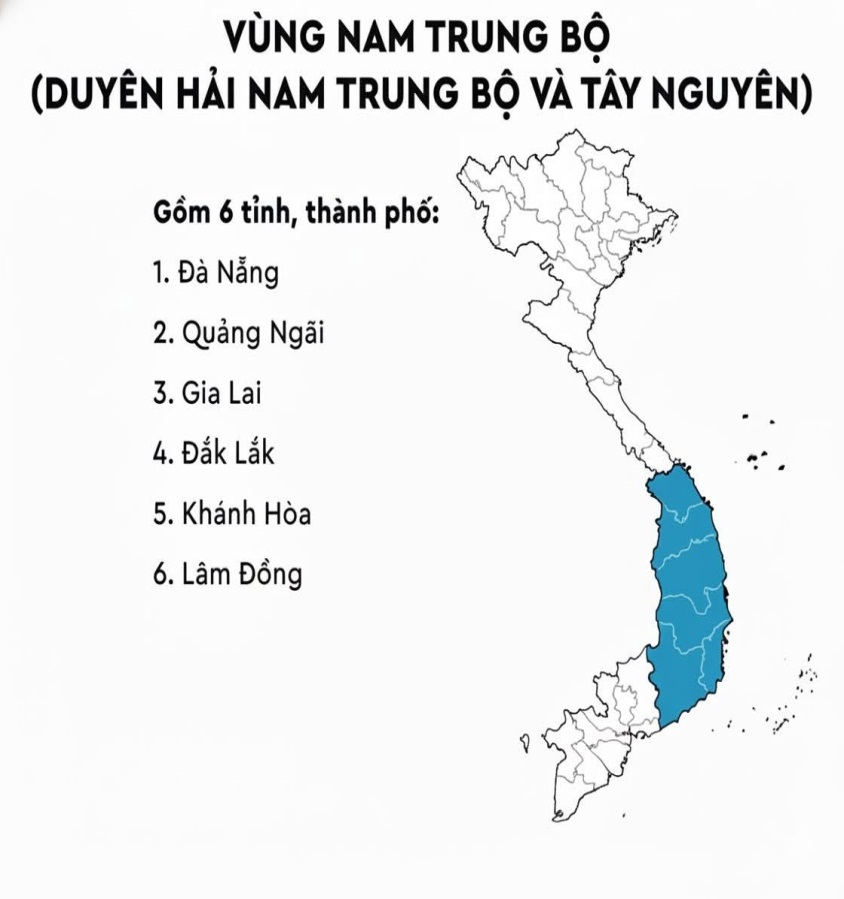 VÙNG NAM TRUNG BỘ
(DUYÊN HẢI NAM TRUNG BỘ VÀ TÂY NGUYÊN)
Gồm 6 tỉnh, thành phố:
1. Đà Nẵng
2. Quảng Ngãi
3. Gia Lai
4. Đắk Lắk
5. Khánh Hòa
6. Lâm Đồng